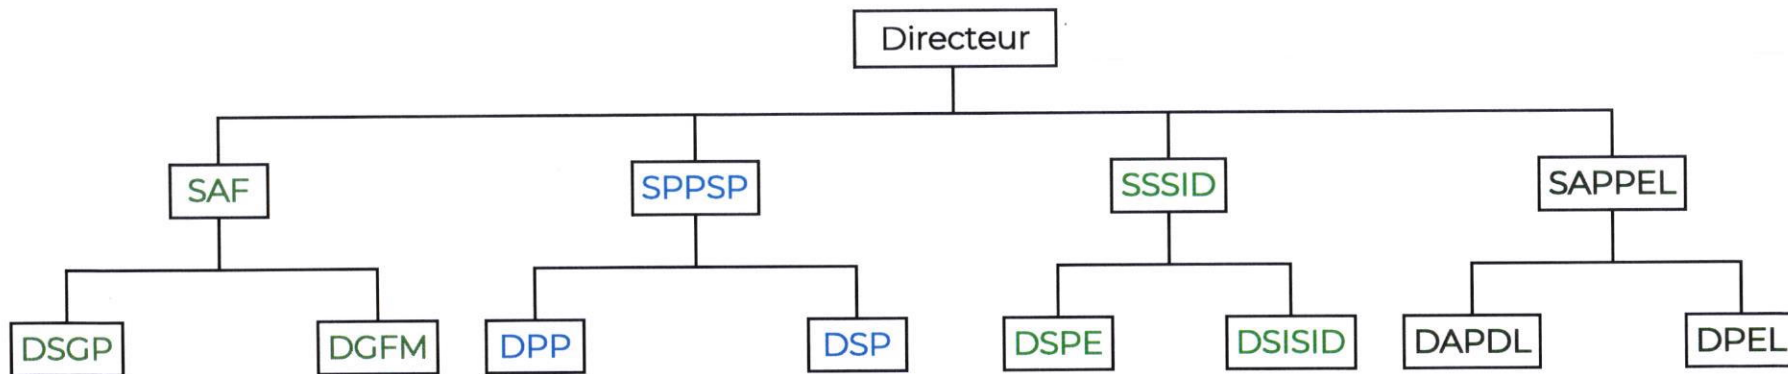 Directeur
SAF
SPPSP
SSSID
SAPPEL
DSGP
DGFM
DPP
DSP
DSPE
DSISID
DAPDL
DPEL